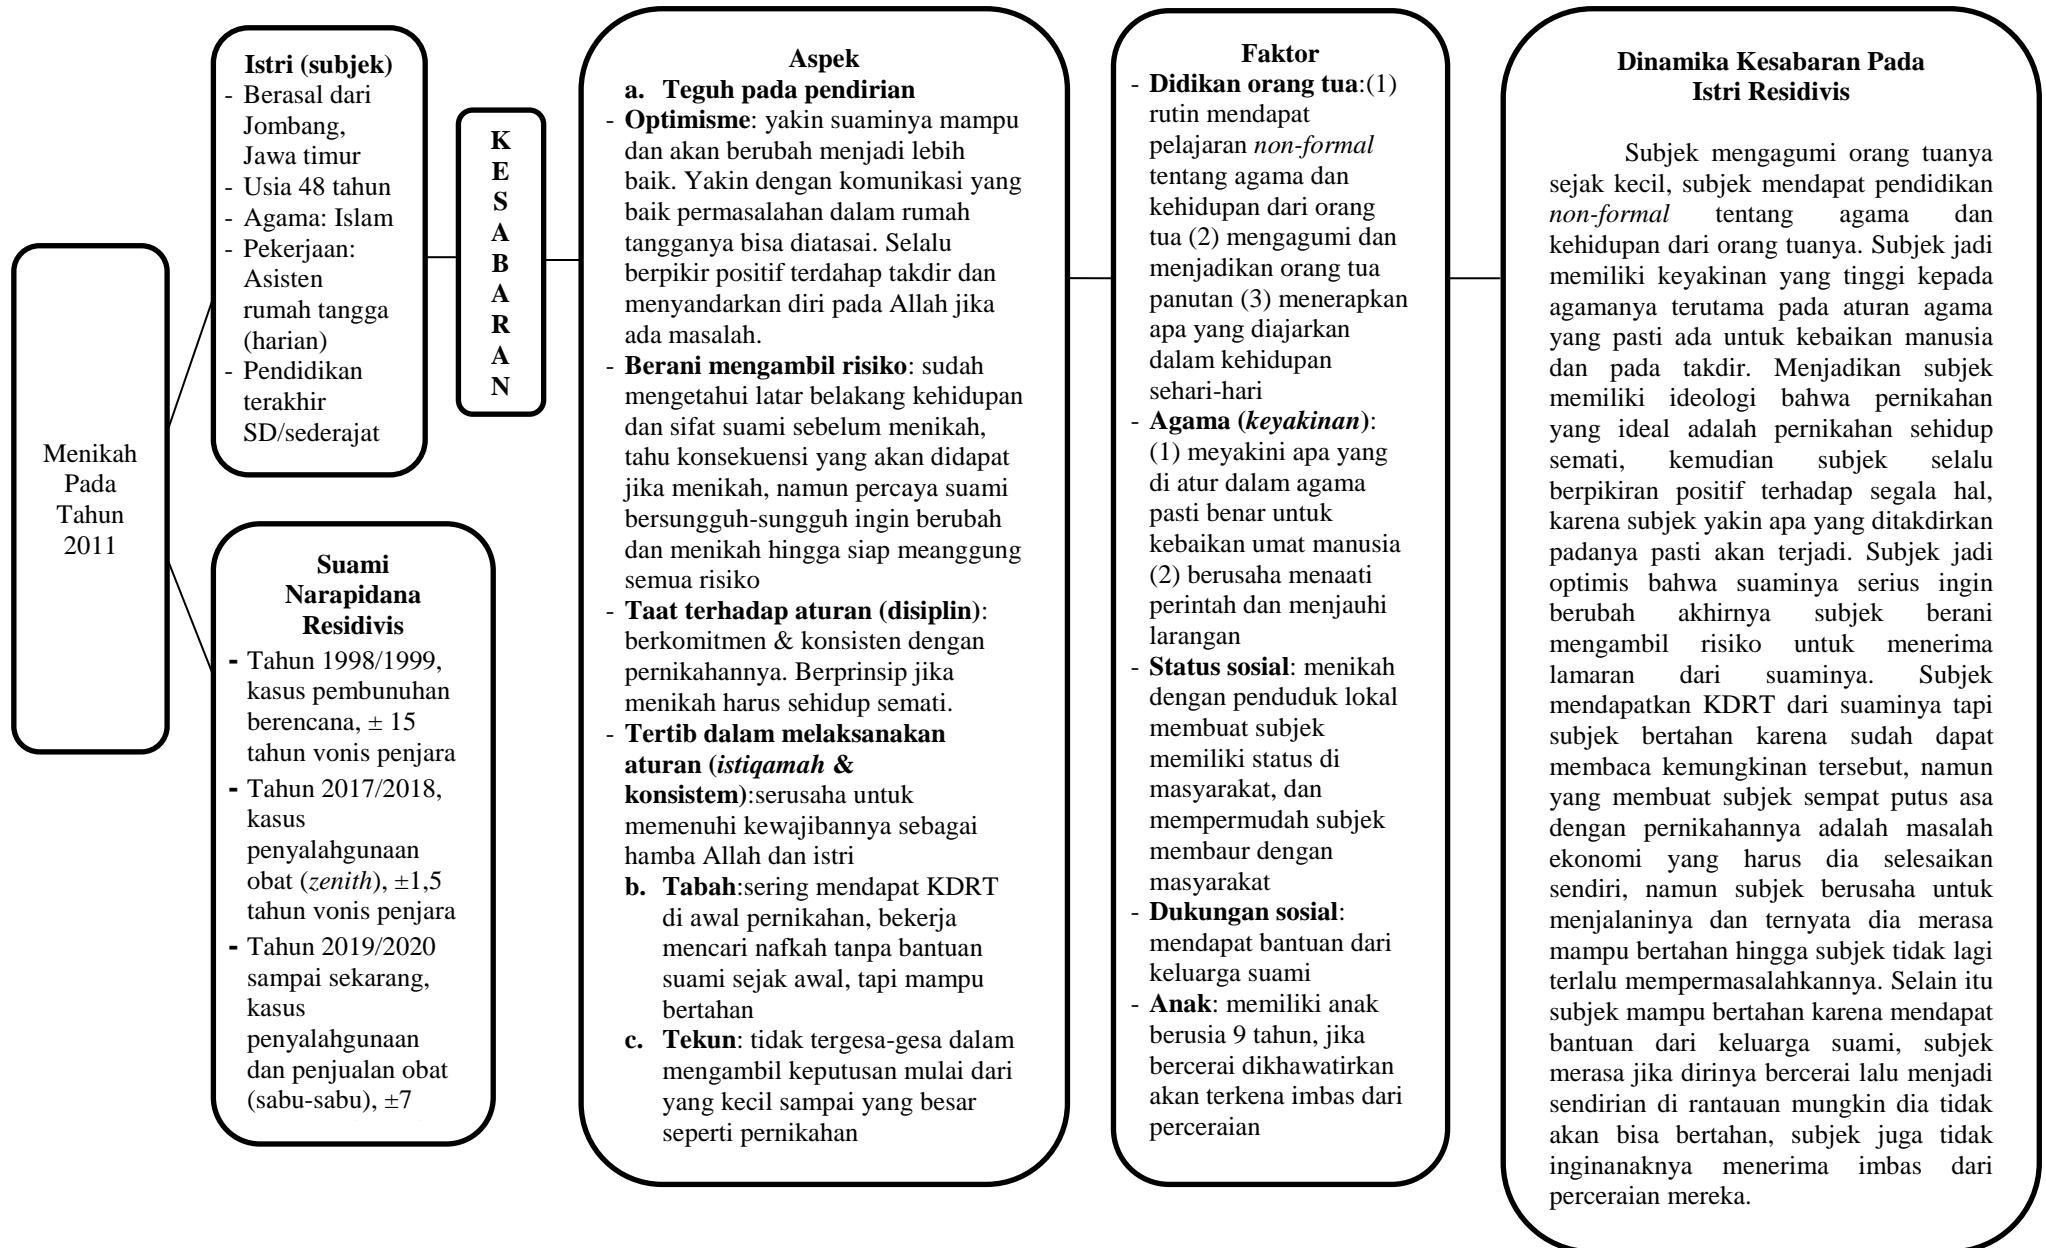 Menikah
Pada
Tahun
2011
Istri (subjek)
- Berasal dari
Jombang,
Jawa timur
- Usia 48 tahun
- Agama: Islam
- Pekerjaan:
Asisten
rumah tangga
(harian)
- Pendidikan
terakhir
SD/sederajat
Suami
Narapidana
Residivis
- Tahun 1998/1999,
kasus pembunuhan
berencana, ± 15
tahun vonis penjara
- Tahun 2017/2018,
kasus
penyalahgunaan
obat (zenith), ±1,5
tahun vonis penjara
- Tahun 2019/2020
sampai sekarang,
kasus
penyalahgunaan
dan penjualan obat
(sabu-sabu), ±7
K
E
S
A
B
A
R
A
N
Aspek
a. Teguh pada pendirian
- Optimisme: yakin suaminya mampu
dan akan berubah menjadi lebih
baik. Yakin dengan komunikasi yang
baik permasalahan dalam rumah
tangganya bisa diatasai. Selalu
berpikir positif terdahap takdir dan
menyandarkan diri pada Allah jika
ada masalah.
- Berani mengambil risiko: sudah
mengetahui latar belakang kehidupan
dan sifat suami sebelum menikah,
tahu konsekuensi yang akan didapat
jika menikah, namun percaya suami
bersungguh-sungguh ingin berubah
dan menikah hingga siap meanggung
semua risiko
- Taat terhadap aturan (disiplin):
berkomitmen & konsisten dengan
pernikahannya. Berprinsip jika
menikah harus sehidup semati.
- Tertib dalam melaksanakan
aturan (istiqamah &
konsistem):serusaha untuk
memenuhi kewajibannya sebagai
hamba Allah dan istri
b. Tabah:sering mendapat KDRT
di awal pernikahan, bekerja
mencari nafkah tanpa bantuan
suami sejak awal, tapi mampu
bertahan
c. Tekun: tidak tergesa-gesa dalam
mengambil keputusan mulai dari
yang kecil sampai yang besar
seperti pernikahan
Faktor
- Didikan orang tua:(1)
rutin mendapat
pelajaran non-formal
tentang agama dan
kehidupan dari orang
tua (2) mengagumi dan
menjadikan orang tua
panutan (3) menerapkan
apa yang diajarkan
dalam kehidupan
sehari-hari
- Agama (keyakinan):
(1) meyakini apa yang
di atur dalam agama
pasti benar untuk
kebaikan umat manusia
(2) berusaha menaati
perintah dan menjauhi
larangan
- Status sosial: menikah
dengan penduduk lokal
membuat subjek
memiliki status di
masyarakat, dan
mempermudah subjek
membaur dengan
masyarakat
- Dukungan sosial:
mendapat bantuan dari
keluarga suami
- Anak: memiliki anak
berusia 9 tahun, jika
bercerai dikhawatirkan
akan terkena imbas dari
perceraian
Dinamika Kesabaran Pada
Istri Residivis
Subjek mengagumi orang tuanya
sejak kecil, subjek mendapat pendidikan
non-formal tentang agama dan
kehidupan dari orang tuanya. Subjek jadi
memiliki keyakinan yang tinggi kepada
agamanya terutama pada aturan agama
yang pasti ada untuk kebaikan manusia
dan pada takdir. Menjadikan subjek
memiliki ideologi bahwa pernikahan
yang ideal adalah pernikahan sehidup
semati, kemudian subjek selalu
berpikiran positif terhadap segala hal,
karena subjek yakin apa yang ditakdirkan
padanya pasti akan terjadi. Subjek jadi
optimis bahwa suaminya serius ingin
berubah akhirnya subjek berani
mengambil risiko untuk menerima
lamaran dari suaminya. Subjek
mendapatkan KDRT dari suaminya tapi
subjek bertahan karena sudah dapat
membaca kemungkinan tersebut, namun
yang membuat subjek sempat putus asa
dengan pernikahannya adalah masalah
ekonomi yang harus dia selesaikan
sendiri, namun subjek berusaha untuk
menjalaninya dan ternyata dia merasa
mampu bertahan hingga subjek tidak lagi
terlalu mempermasalahkannya. Selain itu
subjek mampu bertahan karena mendapat
bantuan dari keluarga suami, subjek
merasa jika dirinya bercerai lalu menjadi
sendirian di rantauan mungkin dia tidak
akan bisa bertahan, subjek juga tidak
inginanaknya menerima imbas dari
perceraian mereka.